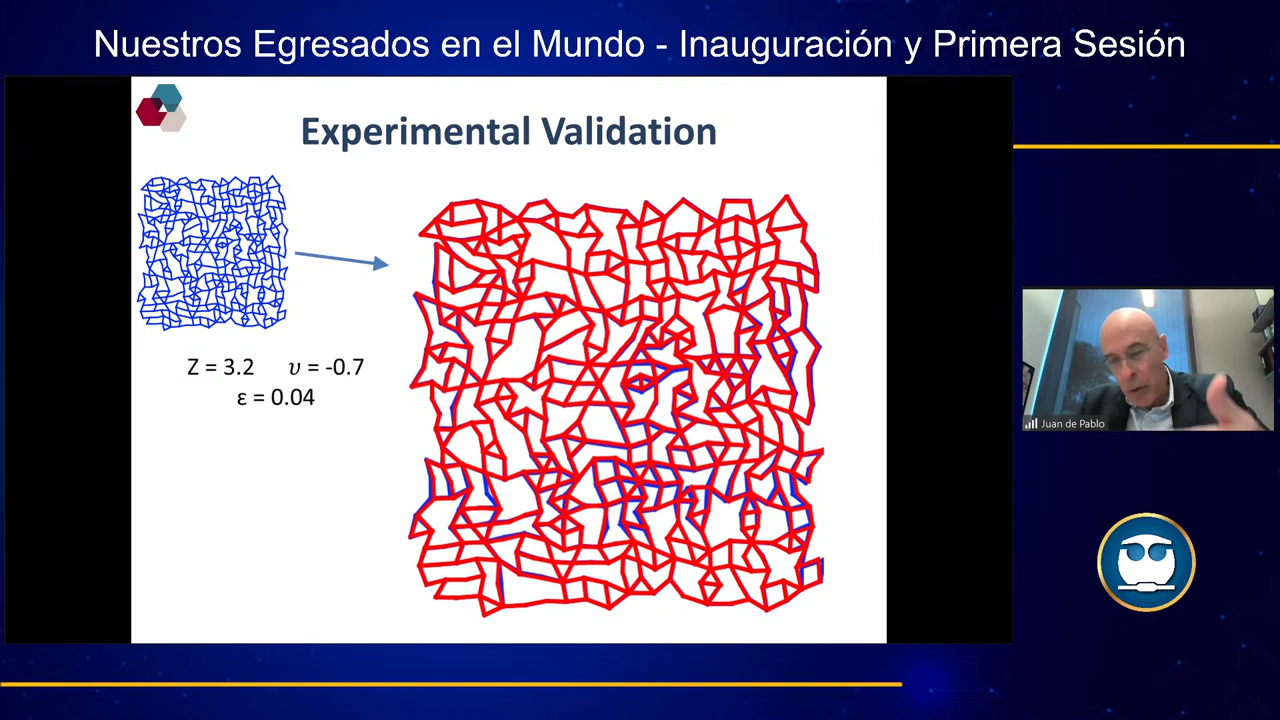 Nuestros Egresados en el Mundo - Inauguración y Primera Sesión
Experimental Validation
Z = 3.2 υ = -0.7
ε = 0.04
Juan de Pablo